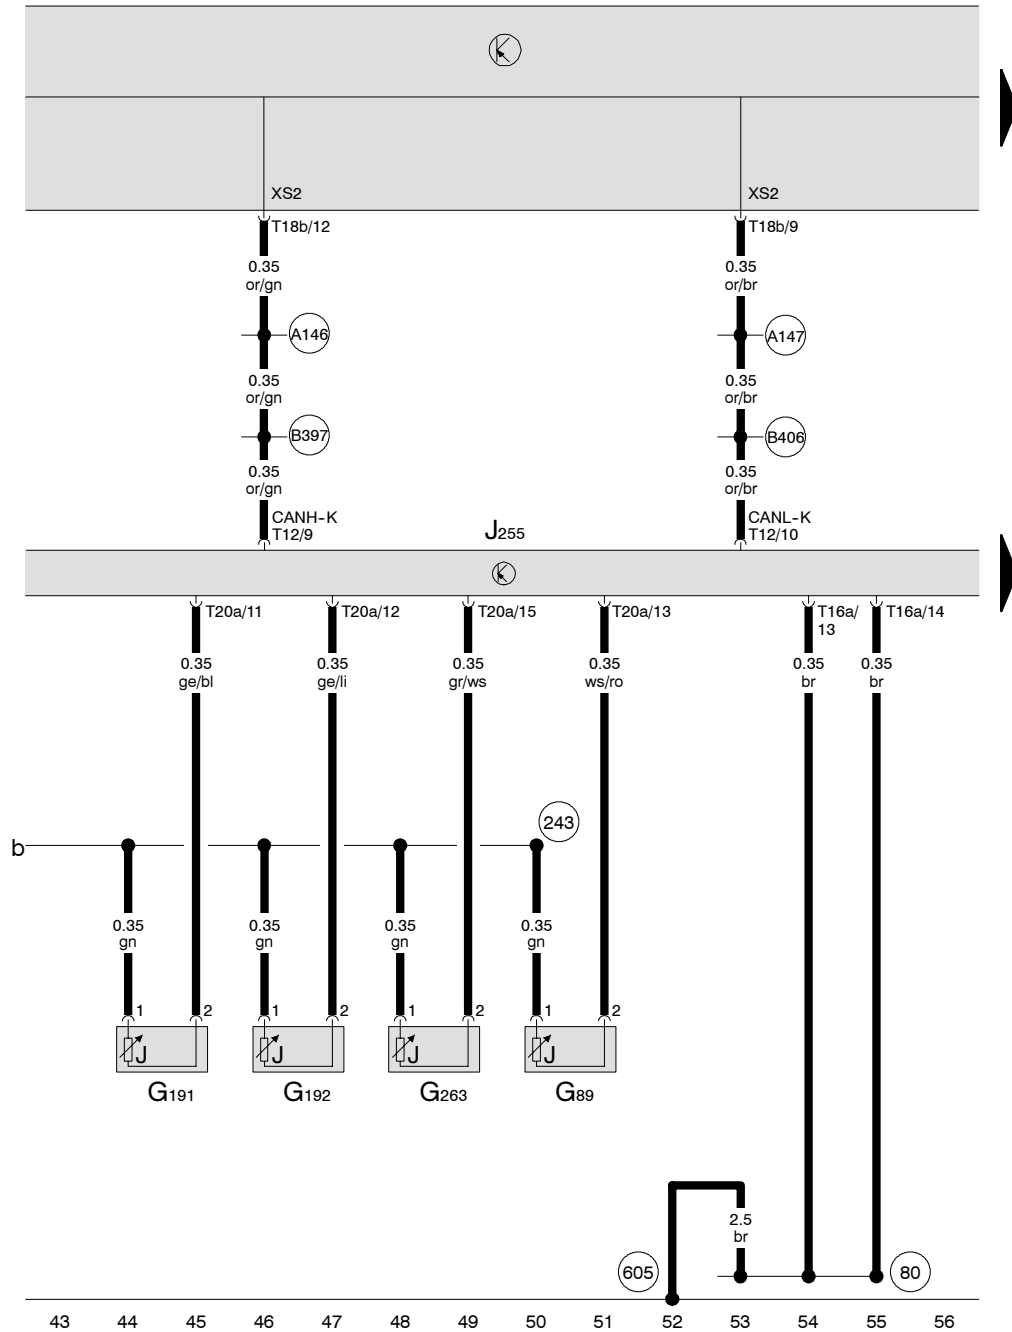 XS2 XS2
T18b/12 T18b/9
0.35 0.35
or/gn or/br
A146 A147
0.35 0.35
or/gn or/br
B397 B406
0.35 0.35
or/gn or/br
CANH-K J255 CANL-K
T12/9 T12/10
T20a/11 T20a/12 T20a/15 T20a/13 T16a/ T16a/14
13
0.35 0.35 0.35 0.35 0.35 0.35
ge/bl ge/li gr/ws ws/ro br br
243
b
0.35 0.35 0.35 0.35
gn gn gn gn
1 2 1 2 1 2 1 2
J J J J
G191 G192 G263 G89
2.5
br
605 80
43 44 45 46 47 48 49 50 51 52 53 54 55 56